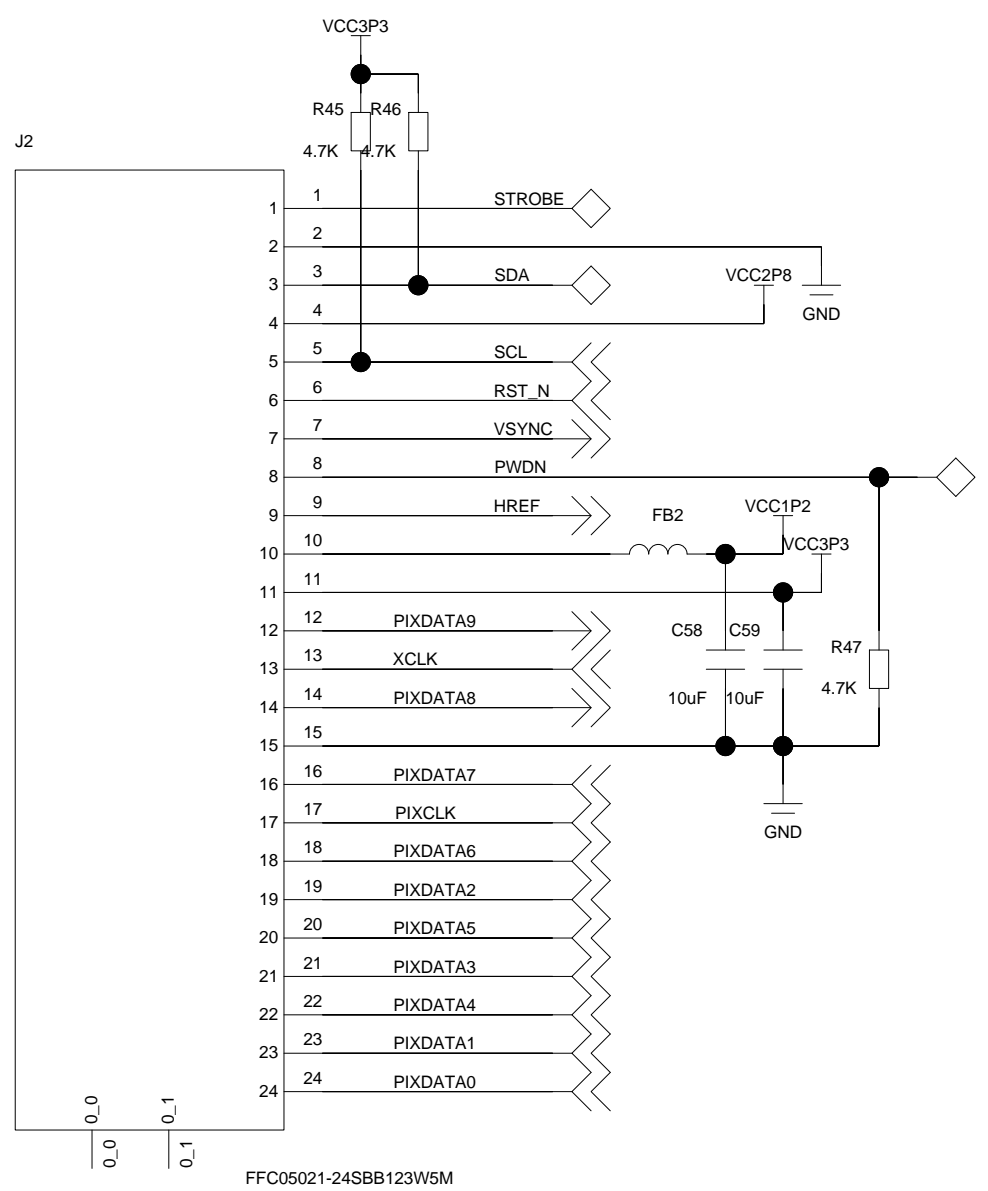 VCC3P3
R45 R46
J2
4.7K 4.7K
1 1 STROBE
2 2
3 3 SDA VCC2P8
4 4 GND
5 5 SCL
6 6 RST_N
7 7 VSYNC
8 8 PWDN
9 9 HREF FB2 VCC1P2
10 10 VCC3P3
11 11
12 12 PIXDATA9 C58 C59
13 13 XCLK R47
14 14 PIXDATA8 10uF 10uF 4.7K
15 15
16 16 PIXDATA7
17 17 PIXCLK GND
18 18 PIXDATA6
19 19 PIXDATA2
20 20 PIXDATA5
21 21 PIXDATA3
22 22 PIXDATA4
23 23 PIXDATA1
24 24 PIXDATA0
0_0 0_1
0_0 0_1
FFC05021-24SBB123W5M